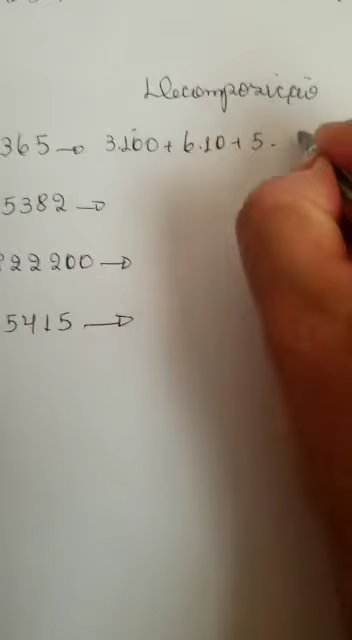 Decomposição
365 → 3.100 + 6.10 + 5.
5382 →
22200 →
5415 →